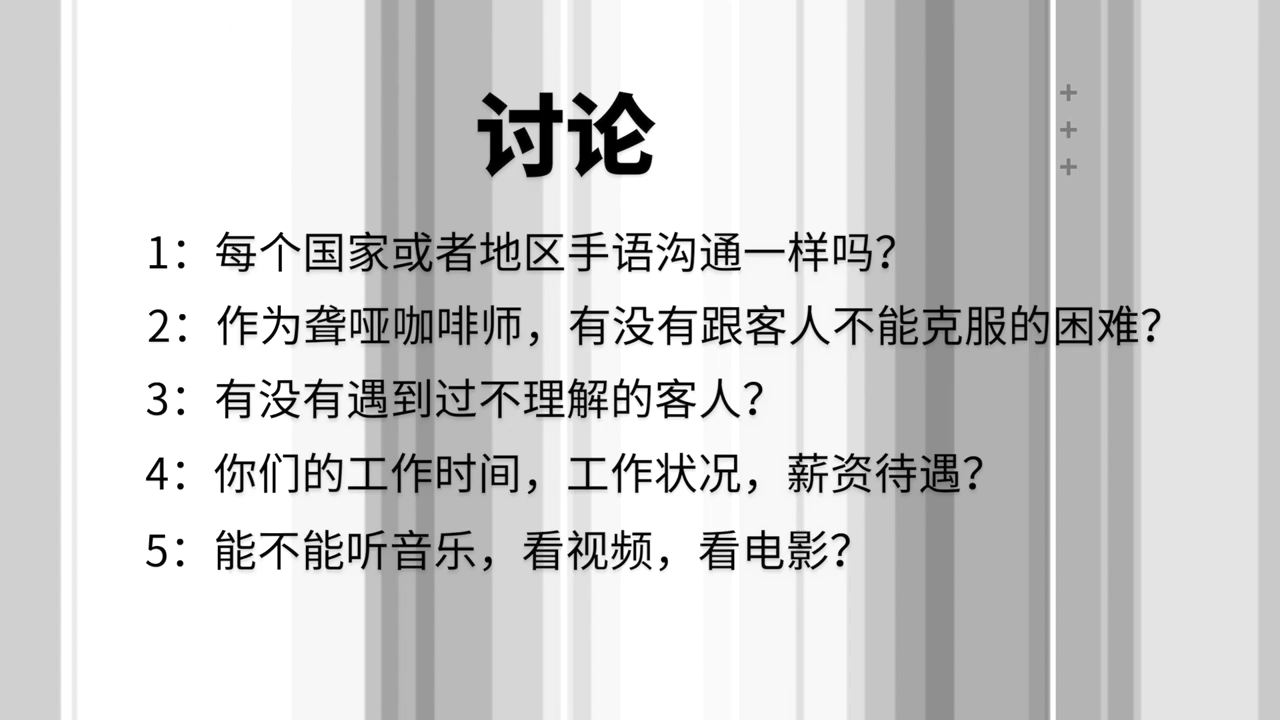 讨论
1：每个国家或者地区手语沟通一样吗？
2：作为聋哑咖啡师，有没有跟客人不能克服的困难？
3：有没有遇到过不理解的客人？
4：你们的工作时间，工作状况，薪资待遇？
5：能不能听音乐，看视频，看电影？